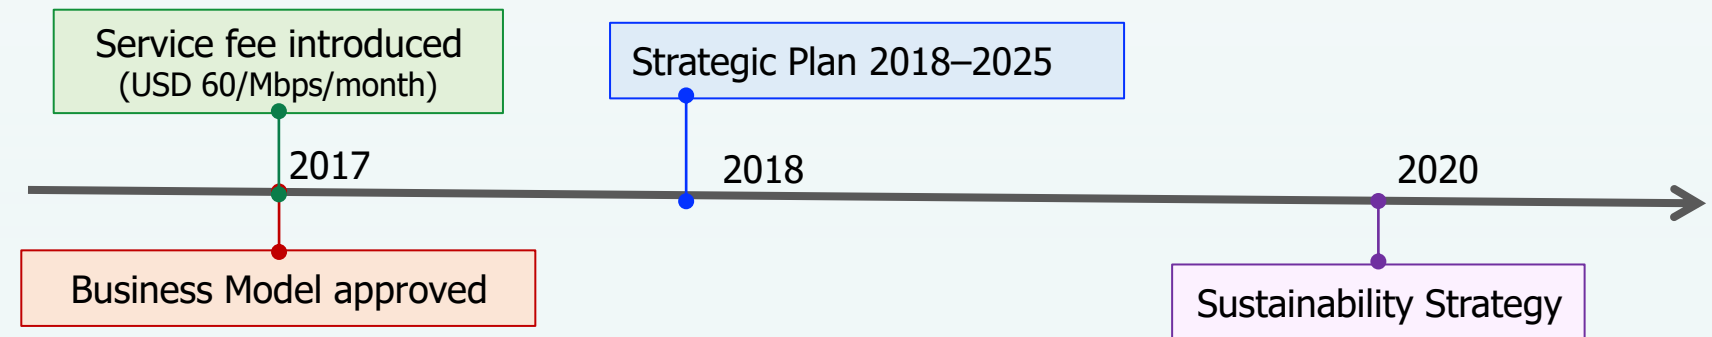 Service fee introduced
(USD 60/Mbps/month)
Strategic Plan 2018–2025
2017
2018
2020
Business Model approved
Sustainability Strategy